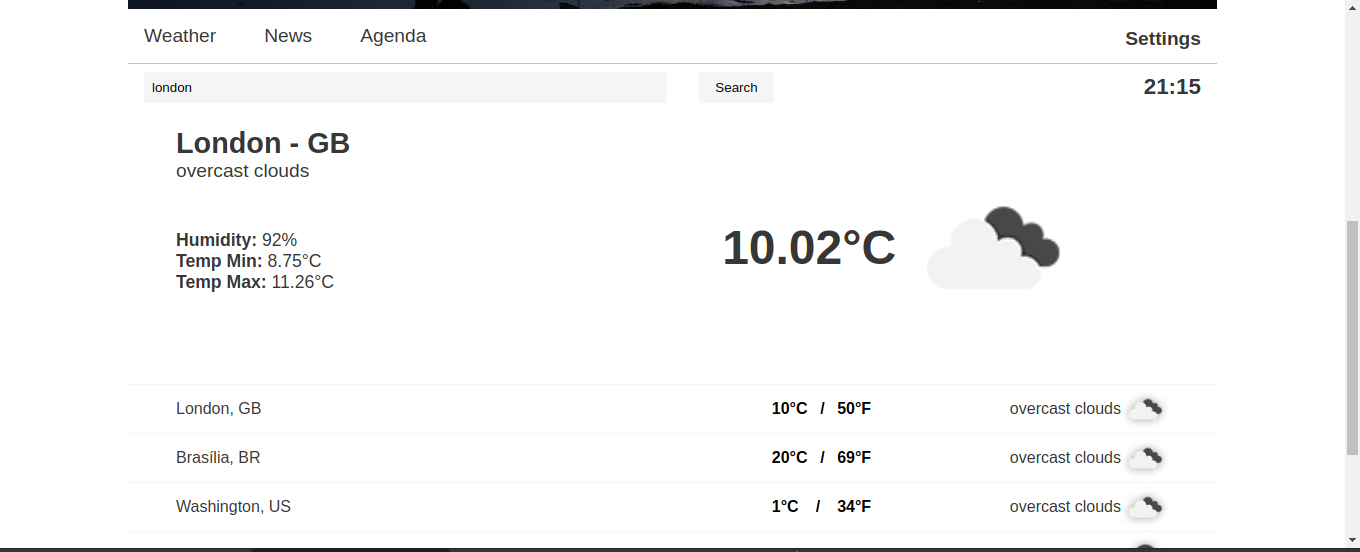 Weather News Agenda Settings
london Search 21:15
London - GB
overcast clouds
Humidity: 92%
Temp Min: 8.75°C
Temp Max: 11.26°C
10.02°C
London, GB 10°C / 50°F overcast clouds
Brasília, BR 20°C / 69°F overcast clouds
Washington, US 1°C / 34°F overcast clouds